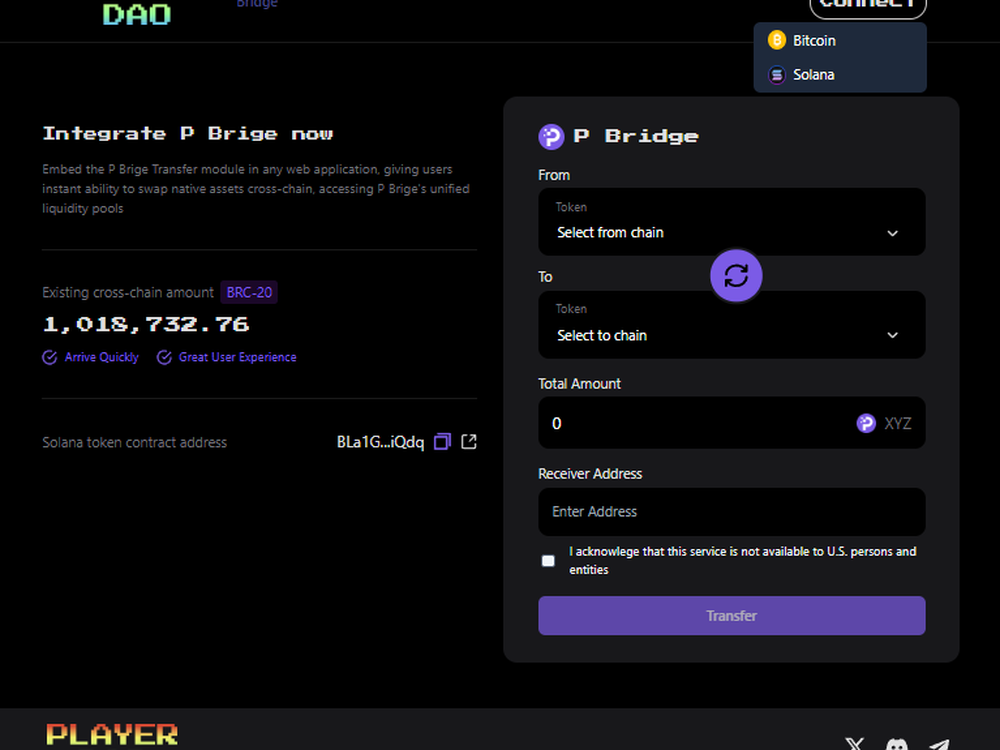 DAO
Bridge
Connect
Bitcoin
Solana
Integrate P Brige now
Embed the P Brige Transfer module in any web application, giving users
instant ability to swap native assets cross-chain, accessing P Brige's unified
liquidity pools
Existing cross-chain amount BRC-20
1,018,732.76
Arrive Quickly Great User Experience
Solana token contract address BLa1G...iQdq
P Bridge
From
Token
Select from chain
To
Token
Select to chain
Total Amount
0 XYZ
Receiver Address
Enter Address
I acknowlege that this service is not available to U.S. persons and
entities
Transfer
PLAYER